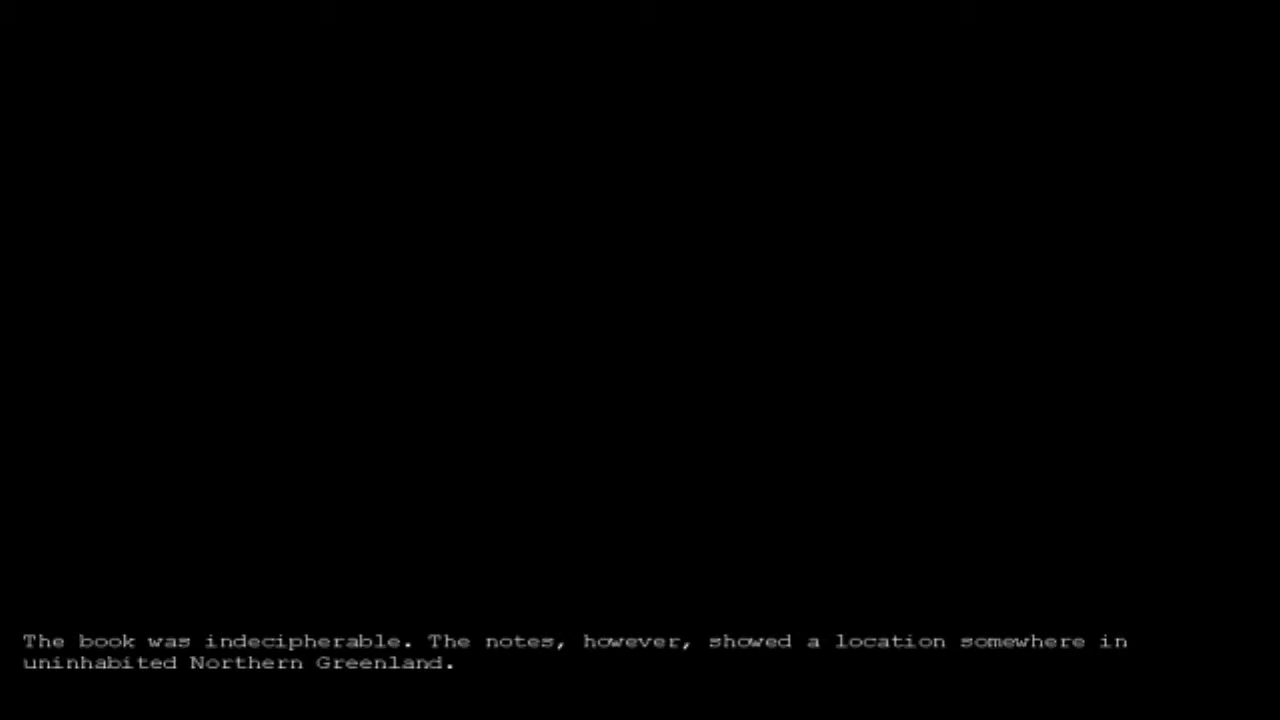 The book was indecipherable. The notes, however, showed a location somewhere in
uninhabited Northern Greenland.